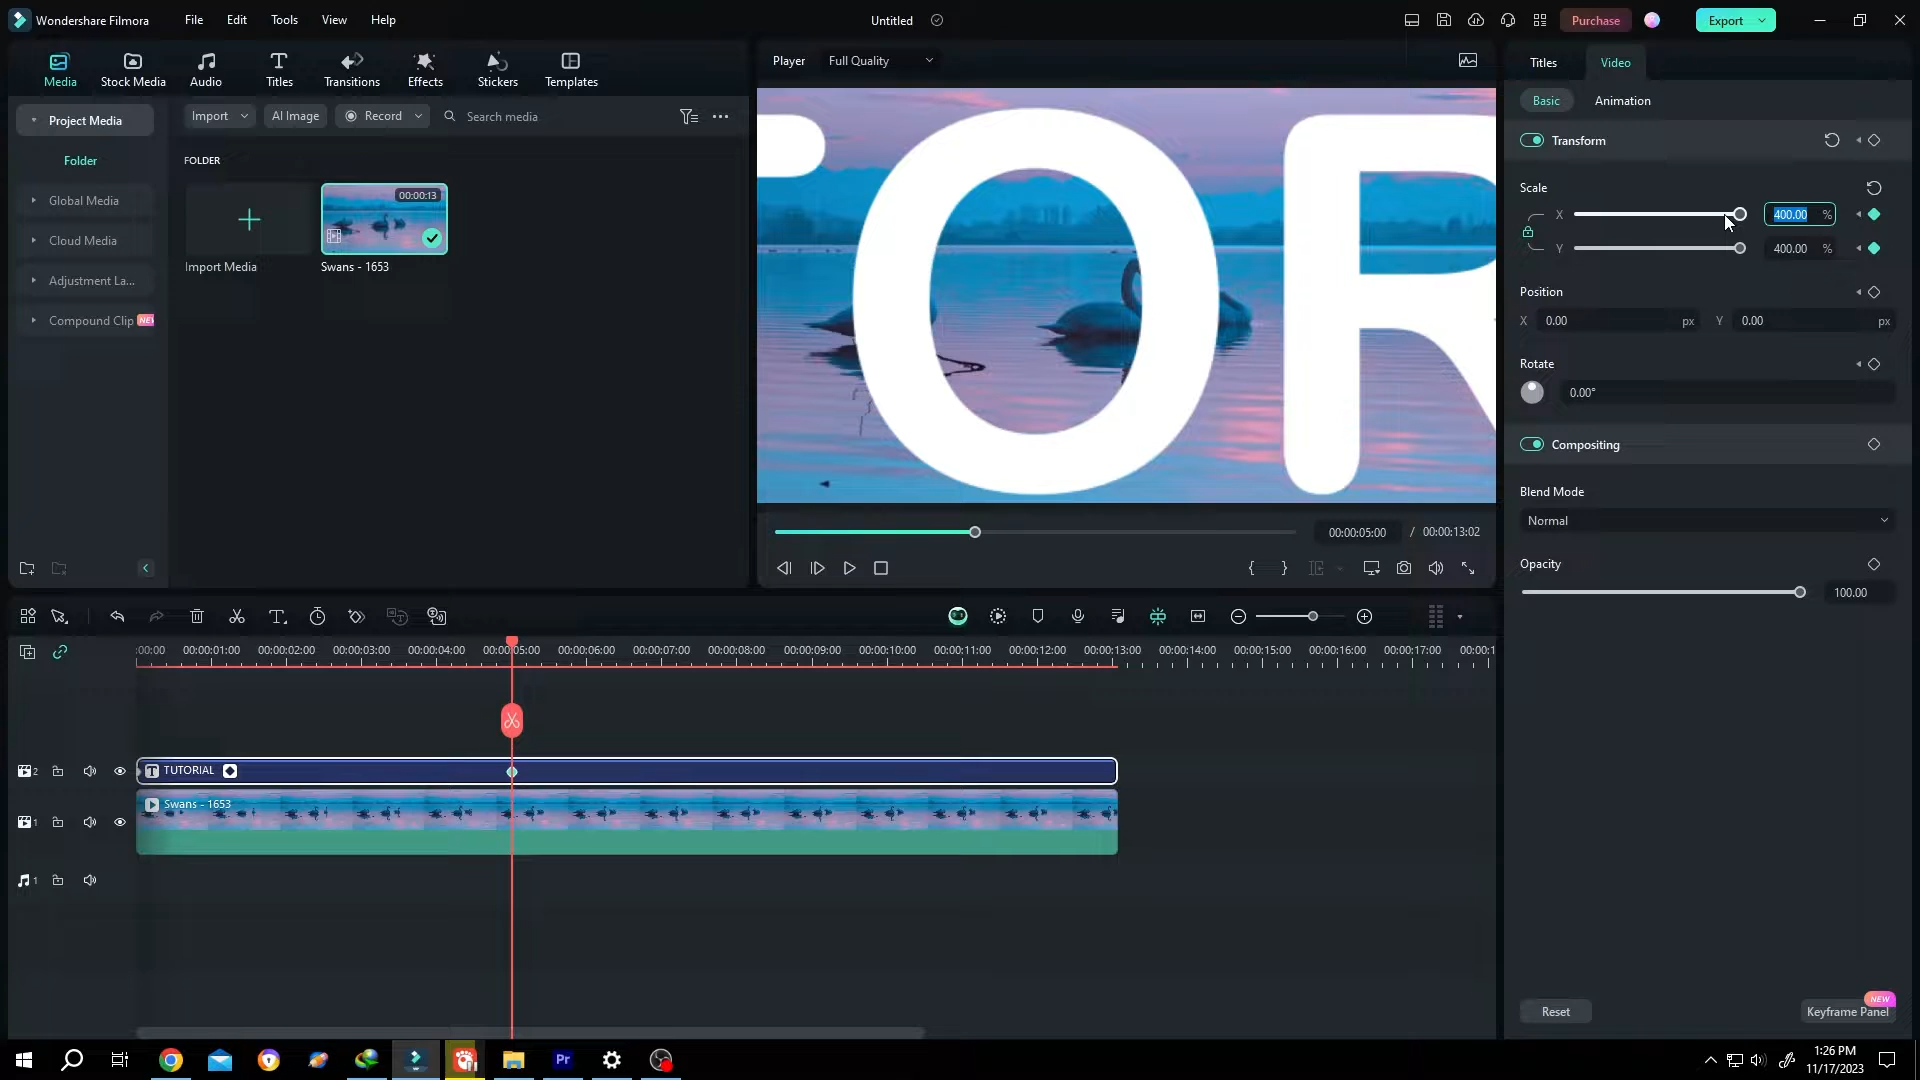 Wondershare Filmora
File
Edit
Tools
View
Help
Untitled
Purchase
Export
Media
Stock Media
Audio
Titles
Transitions
Effects
Stickers
Templates
Player
Full Quality
Titles
Video
Project Media
Import
AI Image
Record
Search media
Basic
Animation
Folder
FOLDER
Transform
Global Media
00:00:13
Scale
Cloud Media
X
400.00
%
Import Media
Swans - 1653
Y
400.00
%
Adjustment La...
Compound Clip
NEW
Position
X
0.00
px
Y
0.00
px
Rotate
0.00°
TOR
Compositing
Blend Mode
Normal
00:00:05:00
/
00:00:13:02
Opacity
100.00
:00:00
00:00:01:00
00:00:02:00
00:00:03:00
00:00:04:00
00:00:05:00
00:00:06:00
00:00:07:00
00:00:08:00
00:00:09:00
00:00:10:00
00:00:11:00
00:00:12:00
00:00:13:00
00:00:14:00
00:00:15:00
00:00:16:00
00:00:17:00
00:00:1
2
T
TUTORIAL
1
Swans - 1653
1
NEW
Reset
Keyframe Panel
Pr
1:26 PM
11/17/2023